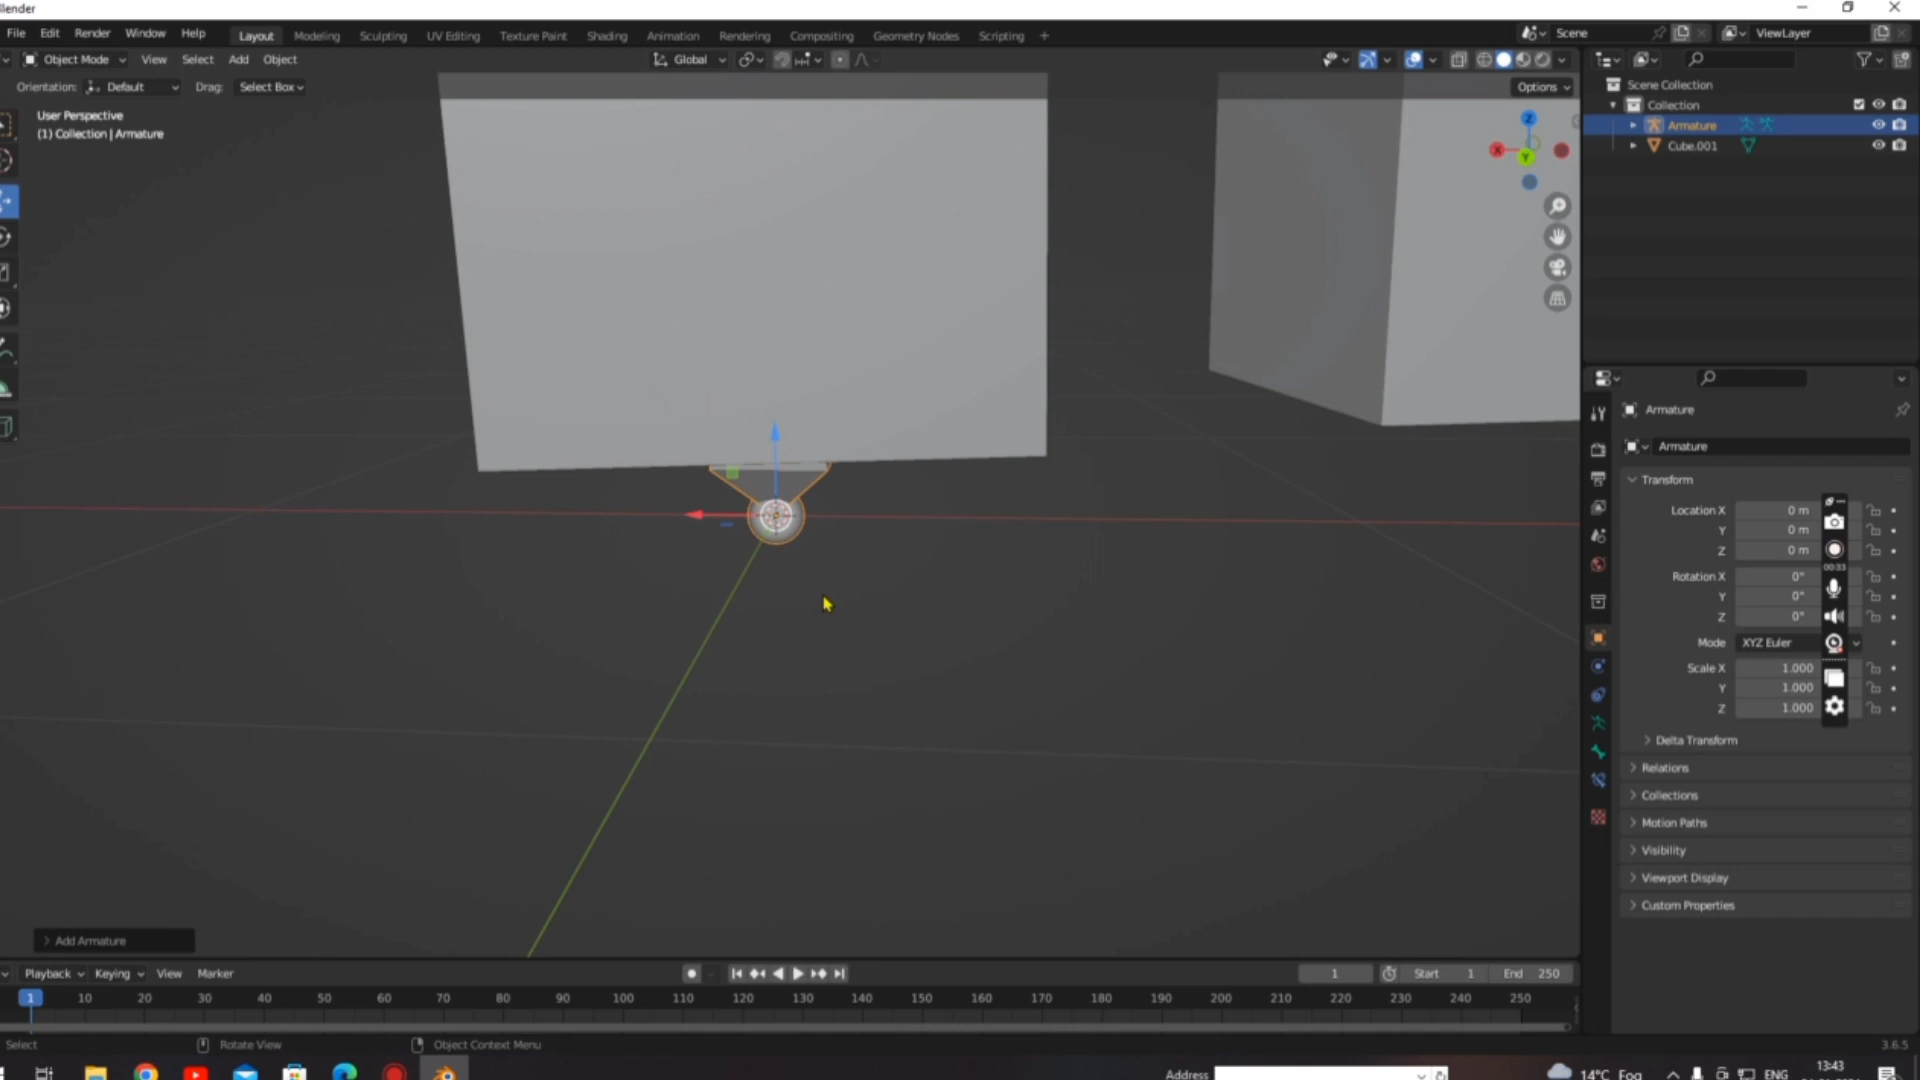 Blender
File Edit Render Window Help Layout Modeling Sculpting UV Editing Texture Paint Shading Animation Rendering Compositing Geometry Nodes Scripting + Scene ViewLayer
Object Mode View Select Add Object Global
Orientation: Default Drag: Select Box Options
User Perspective
(1) Collection | Armature
Z
X
Y
Scene Collection
Collection
Armature
Cube.001
Armature
Armature
Transform
Location X 0 m
Y 0 m
Z 0 m
00:33
Rotation X 0°
Y 0°
Z 0°
Mode XYZ Euler
Scale X 1.000
Y 1.000
Z 1.000
Delta Transform
Relations
Collections
Motion Paths
Visibility
Viewport Display
Custom Properties
Add Armature
Playback Keying View Marker 1 Start 1 End 250
1 10 20 30 40 50 60 70 80 90 100 110 120 130 140 150 160 170 180 190 200 210 220 230 240 250
Select Rotate View Object Context Menu 3.6.5
Address 14°C Fog ENG 13:43